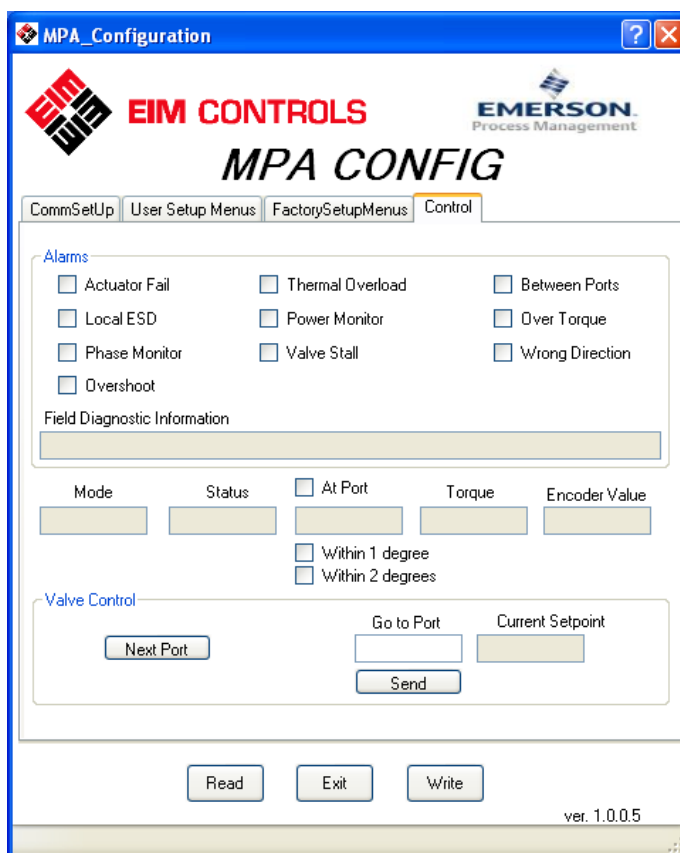 MPA_Configuration
EIM
EIM
EIM CONTROLS
EMERSON.
Process Management
MPA CONFIG
CommSetUp User Setup Menus FactorySetupMenus Control
Alarms
Actuator Fail Thermal Overload Between Ports
Local ESD Power Monitor Over Torque
Phase Monitor Valve Stall Wrong Direction
Overshoot
Field Diagnostic Information
Mode Status At Port Torque Encoder Value
Within 1 degree
Within 2 degrees
Valve Control
Go to Port Current Setpoint
Next Port
Send
Read Exit Write
ver. 1.0.0.5